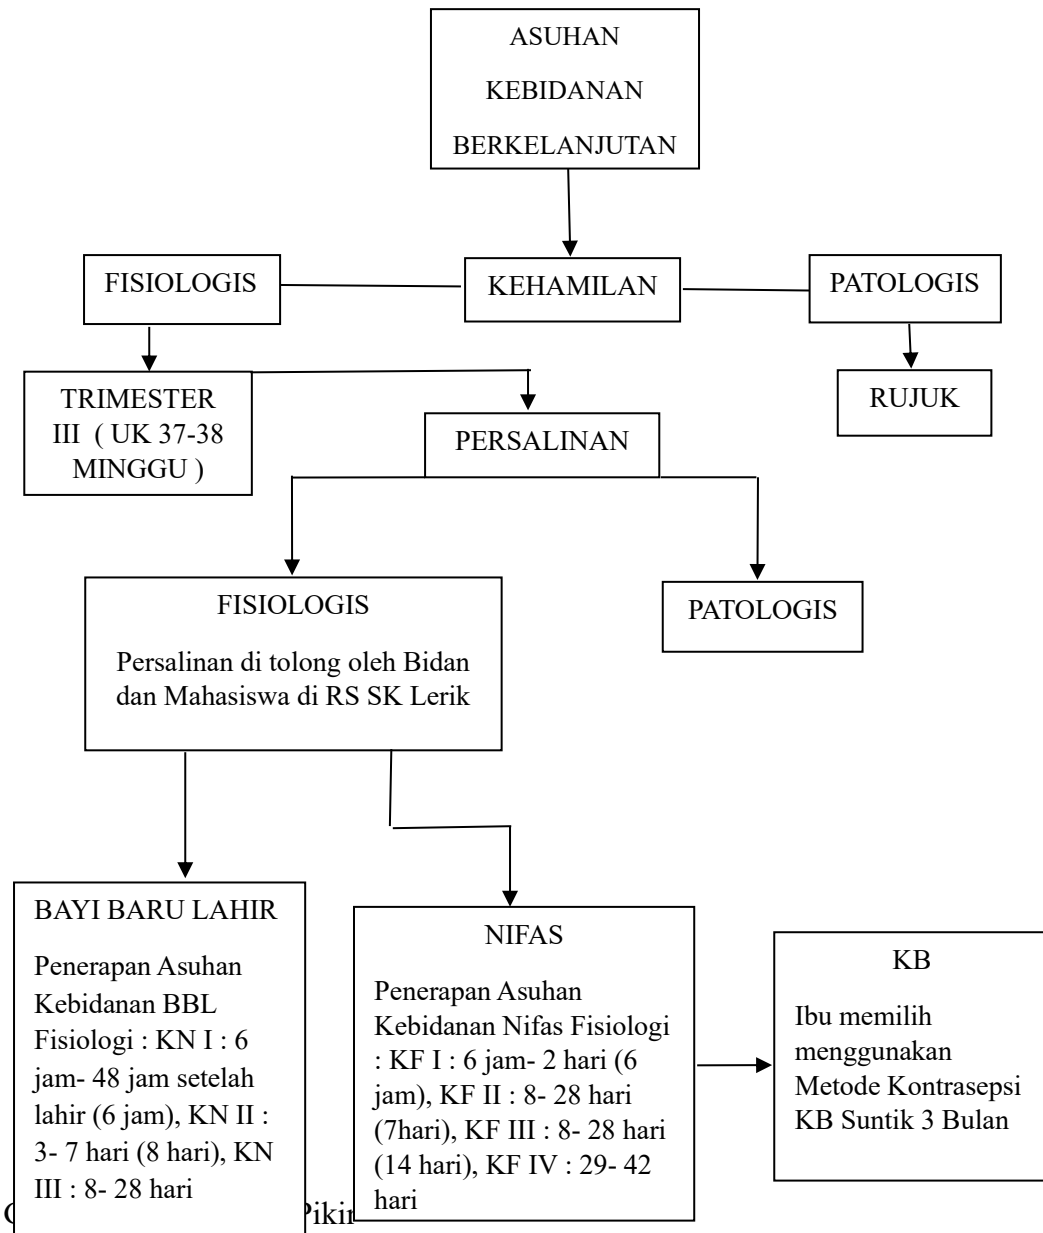 ASUHAN
KEBIDANAN
BERKELANJUTAN
FISIOLOGIS
KEHAMILAN
PATOLOGIS
TRIMESTER
III ( UK 37-38
MINGGU )
RUJUK
PERSALINAN
FISIOLOGIS
Persalinan di tolong oleh Bidan
dan Mahasiswa di RS SK Lerik
PATOLOGIS
BAYI BARU LAHIR
Penerapan Asuhan
Kebidanan BBL
Fisiologi : KN I : 6
jam- 48 jam setelah
lahir (6 jam), KN II :
3- 7 hari (8 hari), KN
III : 8- 28 hari
NIFAS
Penerapan Asuhan
Kebidanan Nifas Fisiologi
: KF I : 6 jam- 2 hari (6
jam), KF II : 8- 28 hari
(7hari), KF III : 8- 28 hari
(14 hari), KF IV : 29- 42
hari
KB
Ibu memilih
menggunakan
Metode Kontrasepsi
KB Suntik 3 Bulan